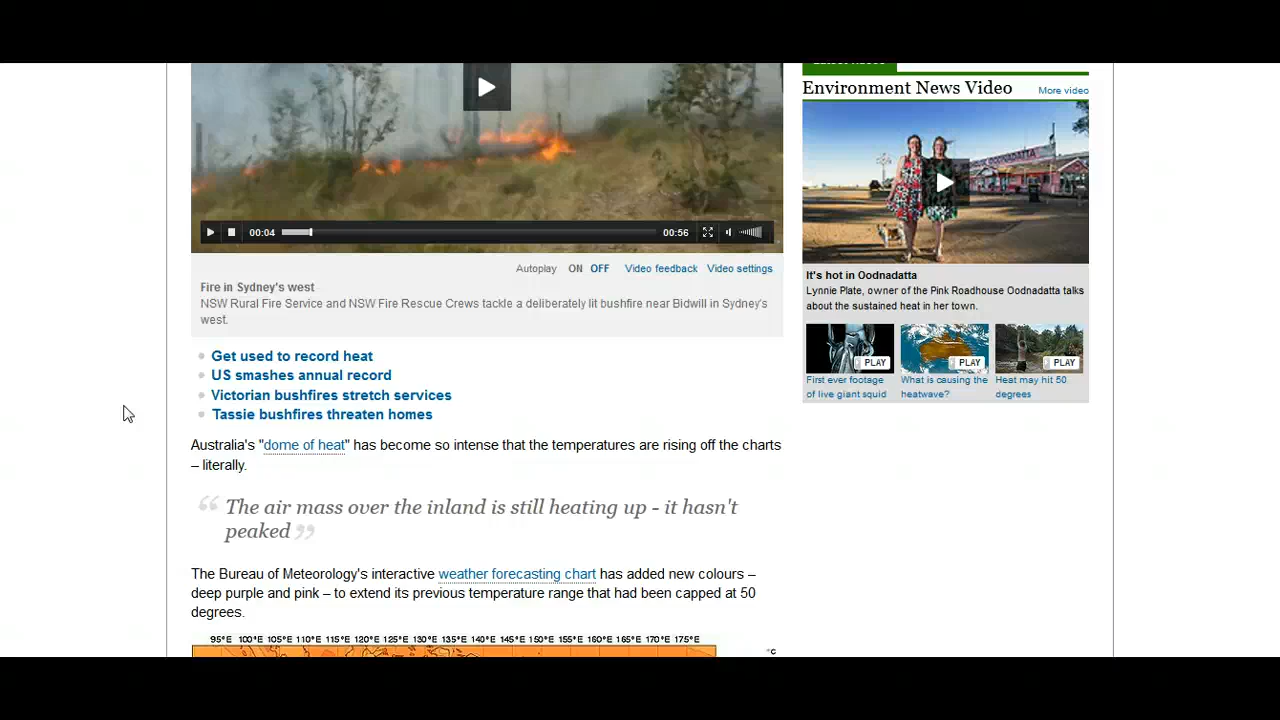 Environment News Video
More video
00:04
00:56
Autoplay ON OFF Video feedback Video settings
Fire in Sydney's west
NSW Rural Fire Service and NSW Fire Rescue Crews tackle a deliberately lit bushfire near Bidwill in Sydney's
west.
It's hot in Oodnadatta
Lynnie Plate, owner of the Pink Roadhouse Oodnadatta talks
about the sustained heat in her town.
PLAY
PLAY
PLAY
First ever footage
of live giant squid
What is causing the
heatwave?
Heat may hit 50
degrees
Get used to record heat
US smashes annual record
Victorian bushfires stretch services
Tassie bushfires threaten homes
Australia's "dome of heat" has become so intense that the temperatures are rising off the charts
– literally.
“ The air mass over the inland is still heating up - it hasn't
peaked ”
The Bureau of Meteorology's interactive weather forecasting chart has added new colours –
deep purple and pink – to extend its previous temperature range that had been capped at 50
degrees.
95°E 100°E 105°E 110°E 115°E 120°E 125°E 130°E 135°E 140°E 145°E 150°E 155°E 160°E 165°E 170°E 175°E
°C